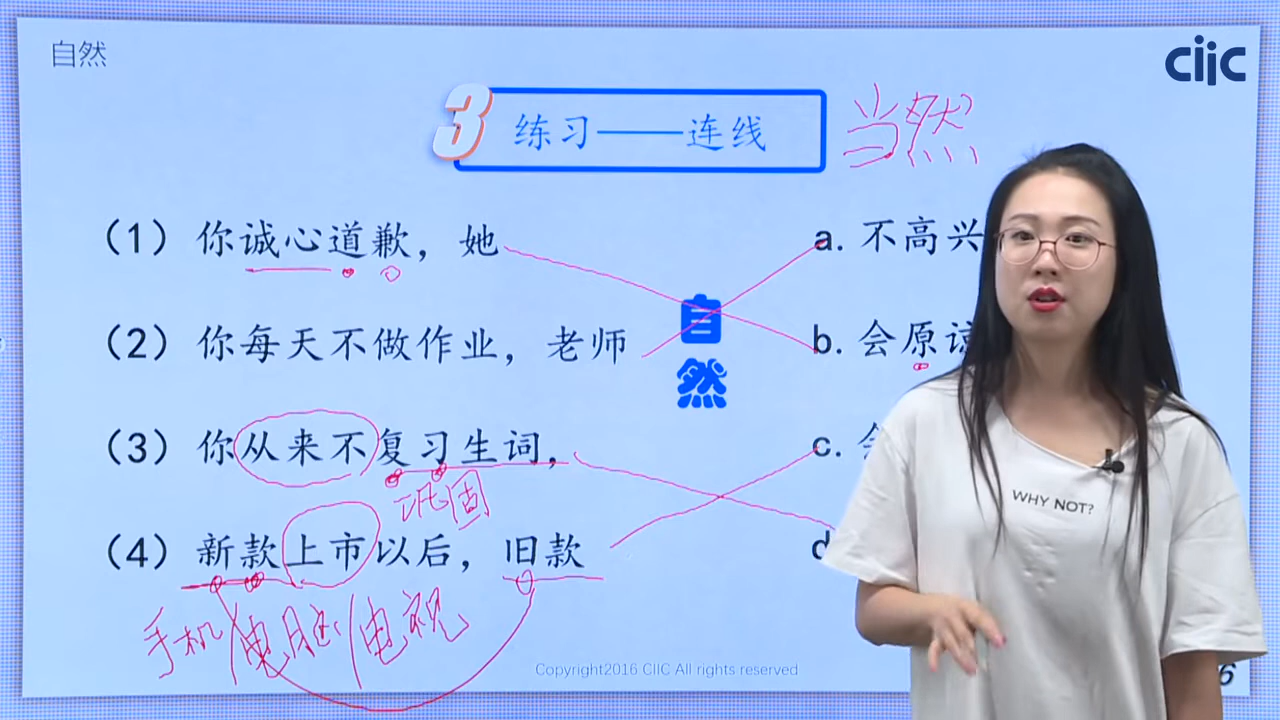 自然
ciic
3 练习——连线
当然
(1) 你诚心道歉，她
a. 不高兴
自然
(2) 你每天不做作业，老师
b. 会原谅
(3) 你从来不复习生词，
c.
巩固
(4) 新款上市以后，旧款
d
手机/电脑/电视
WHY NOT?
Copyright2016 CIIC All rights reserved
6